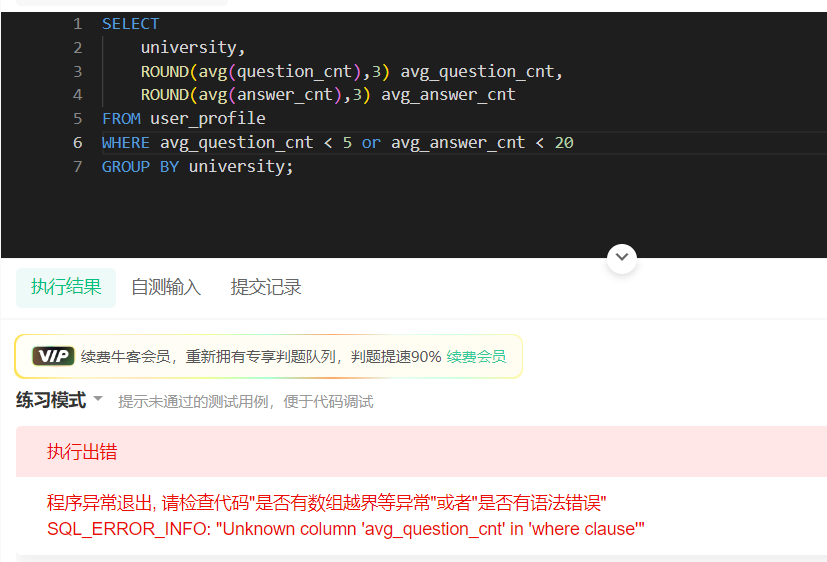 1 SELECT
2 university,
3 ROUND(avg(question_cnt),3) avg_question_cnt,
4 ROUND(avg(answer_cnt),3) avg_answer_cnt
5 FROM user_profile
6 WHERE avg_question_cnt < 5 or avg_answer_cnt < 20
7 GROUP BY university;
执行结果 自测输入 提交记录
VIP 续费牛客会员，重新拥有专享判题队列，判题提速90% 续费会员
练习模式 提示未通过的测试用例，便于代码调试
执行出错
程序异常退出, 请检查代码"是否有数组越界等异常"或者"是否有语法错误"
SQL_ERROR_INFO: "Unknown column 'avg_question_cnt' in 'where clause'"